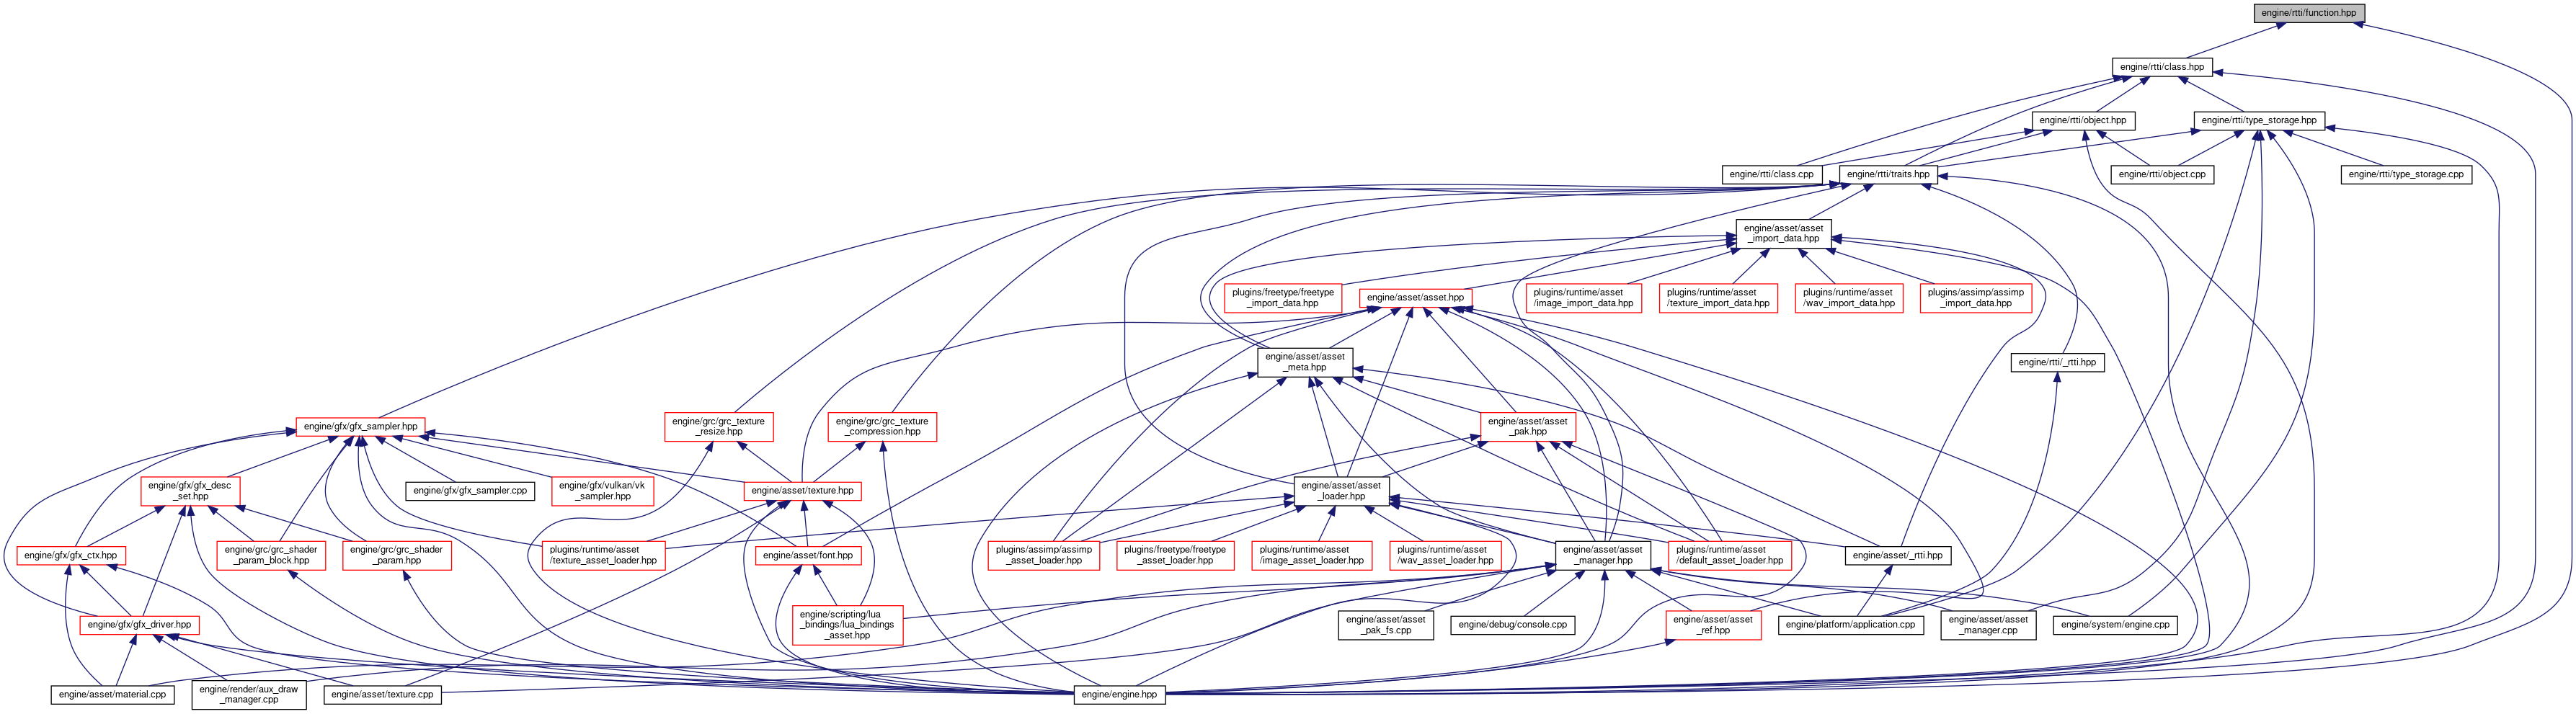 engine/rtti/function.hpp
engine/rtti/class.hpp
engine/rtti/object.hpp
engine/rtti/type_storage.hpp
engine/rtti/class.cpp
engine/rtti/traits.hpp
engine/rtti/object.cpp
engine/rtti/type_storage.cpp
engine/asset/asset
_import_data.hpp
plugins/freetype/freetype
_import_data.hpp
engine/asset/asset.hpp
plugins/runtime/asset
/image_import_data.hpp
plugins/runtime/asset
/texture_import_data.hpp
plugins/runtime/asset
/wav_import_data.hpp
plugins/assimp/assimp
_import_data.hpp
engine/asset/asset
_meta.hpp
engine/rtti/_rtti.hpp
engine/gfx/gfx_sampler.hpp
engine/grc/grc_texture
_resize.hpp
engine/grc/grc_texture
_compression.hpp
engine/asset/asset
_pak.hpp
engine/gfx/gfx_desc
_set.hpp
engine/gfx/gfx_sampler.cpp
engine/gfx/vulkan/vk
_sampler.hpp
engine/asset/texture.hpp
engine/asset/asset
_loader.hpp
engine/gfx/gfx_ctx.hpp
engine/grc/grc_shader
_param_block.hpp
engine/grc/grc_shader
_param.hpp
plugins/runtime/asset
/texture_asset_loader.hpp
engine/asset/font.hpp
plugins/assimp/assimp
_asset_loader.hpp
plugins/freetype/freetype
_asset_loader.hpp
plugins/runtime/asset
/image_asset_loader.hpp
plugins/runtime/asset
/wav_asset_loader.hpp
engine/asset/asset
_manager.hpp
plugins/runtime/asset
/default_asset_loader.hpp
engine/asset/_rtti.hpp
engine/gfx/gfx_driver.hpp
engine/scripting/lua
_bindings/lua_bindings
_asset.hpp
engine/asset/asset
_pak_fs.cpp
engine/debug/console.cpp
engine/asset/asset
_ref.hpp
engine/platform/application.cpp
engine/asset/asset
_manager.cpp
engine/system/engine.cpp
engine/asset/material.cpp
engine/render/aux_draw
_manager.cpp
engine/asset/texture.cpp
engine/engine.hpp